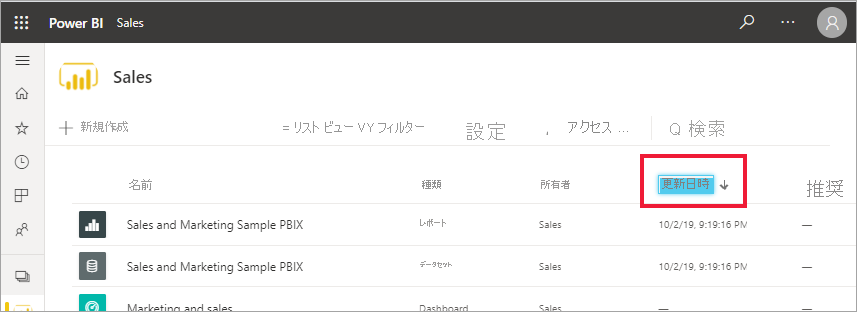 Power BI Sales
Sales
新規作成 = リスト ビュー VY フィルター 設定 , アクセス ... Q 検索
名前 種類 所有者 更新日時 推奨
Sales and Marketing Sample PBIX レポート Sales 10/2/19, 9:19:16 PM —
Sales and Marketing Sample PBIX データセット Sales 10/2/19, 9:19:16 PM —
Marketing and sales Dashboard Sales — —